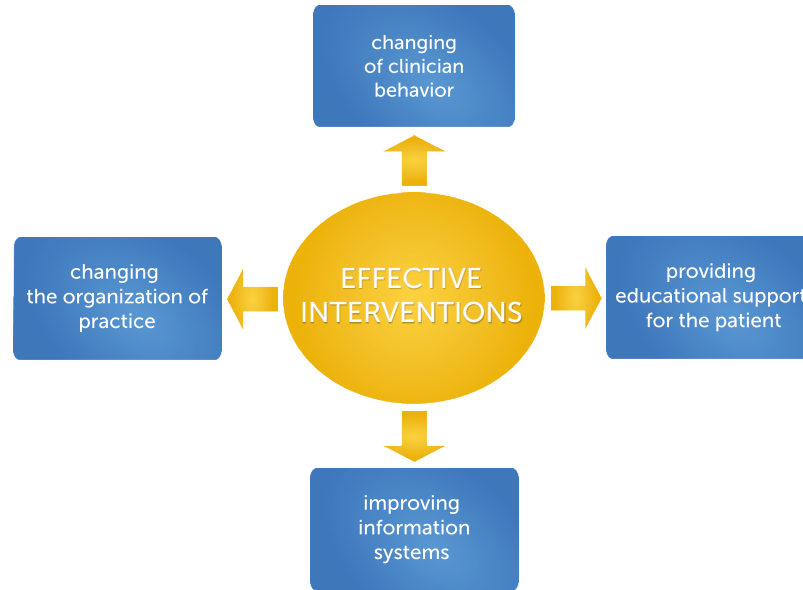 changing
of clinician
behavior
changing
the organization of
practice
EFFECTIVE
INTERVENTIONS
providing
educational support
for the patient
improving
information
systems